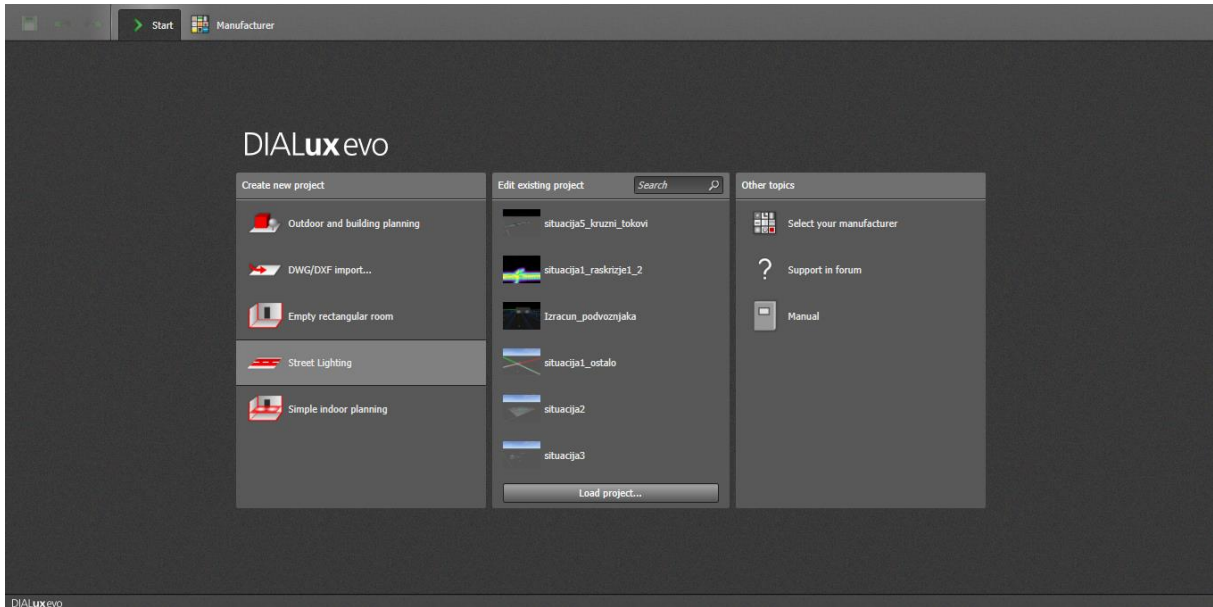 Start
Manufacturer
DIALux evo
Create new project
Outdoor and building planning
DWG/DXF import...
Empty rectangular room
Street Lighting
Simple indoor planning
Edit existing project
Search
situacija5_kruzni_tokovi
situacija1_raskrizje1_2
Izracun_podvoznjaka
situacija1_ostalo
situacija2
situacija3
Load project...
Other topics
Select your manufacturer
Support in forum
Manual
DIALux evo